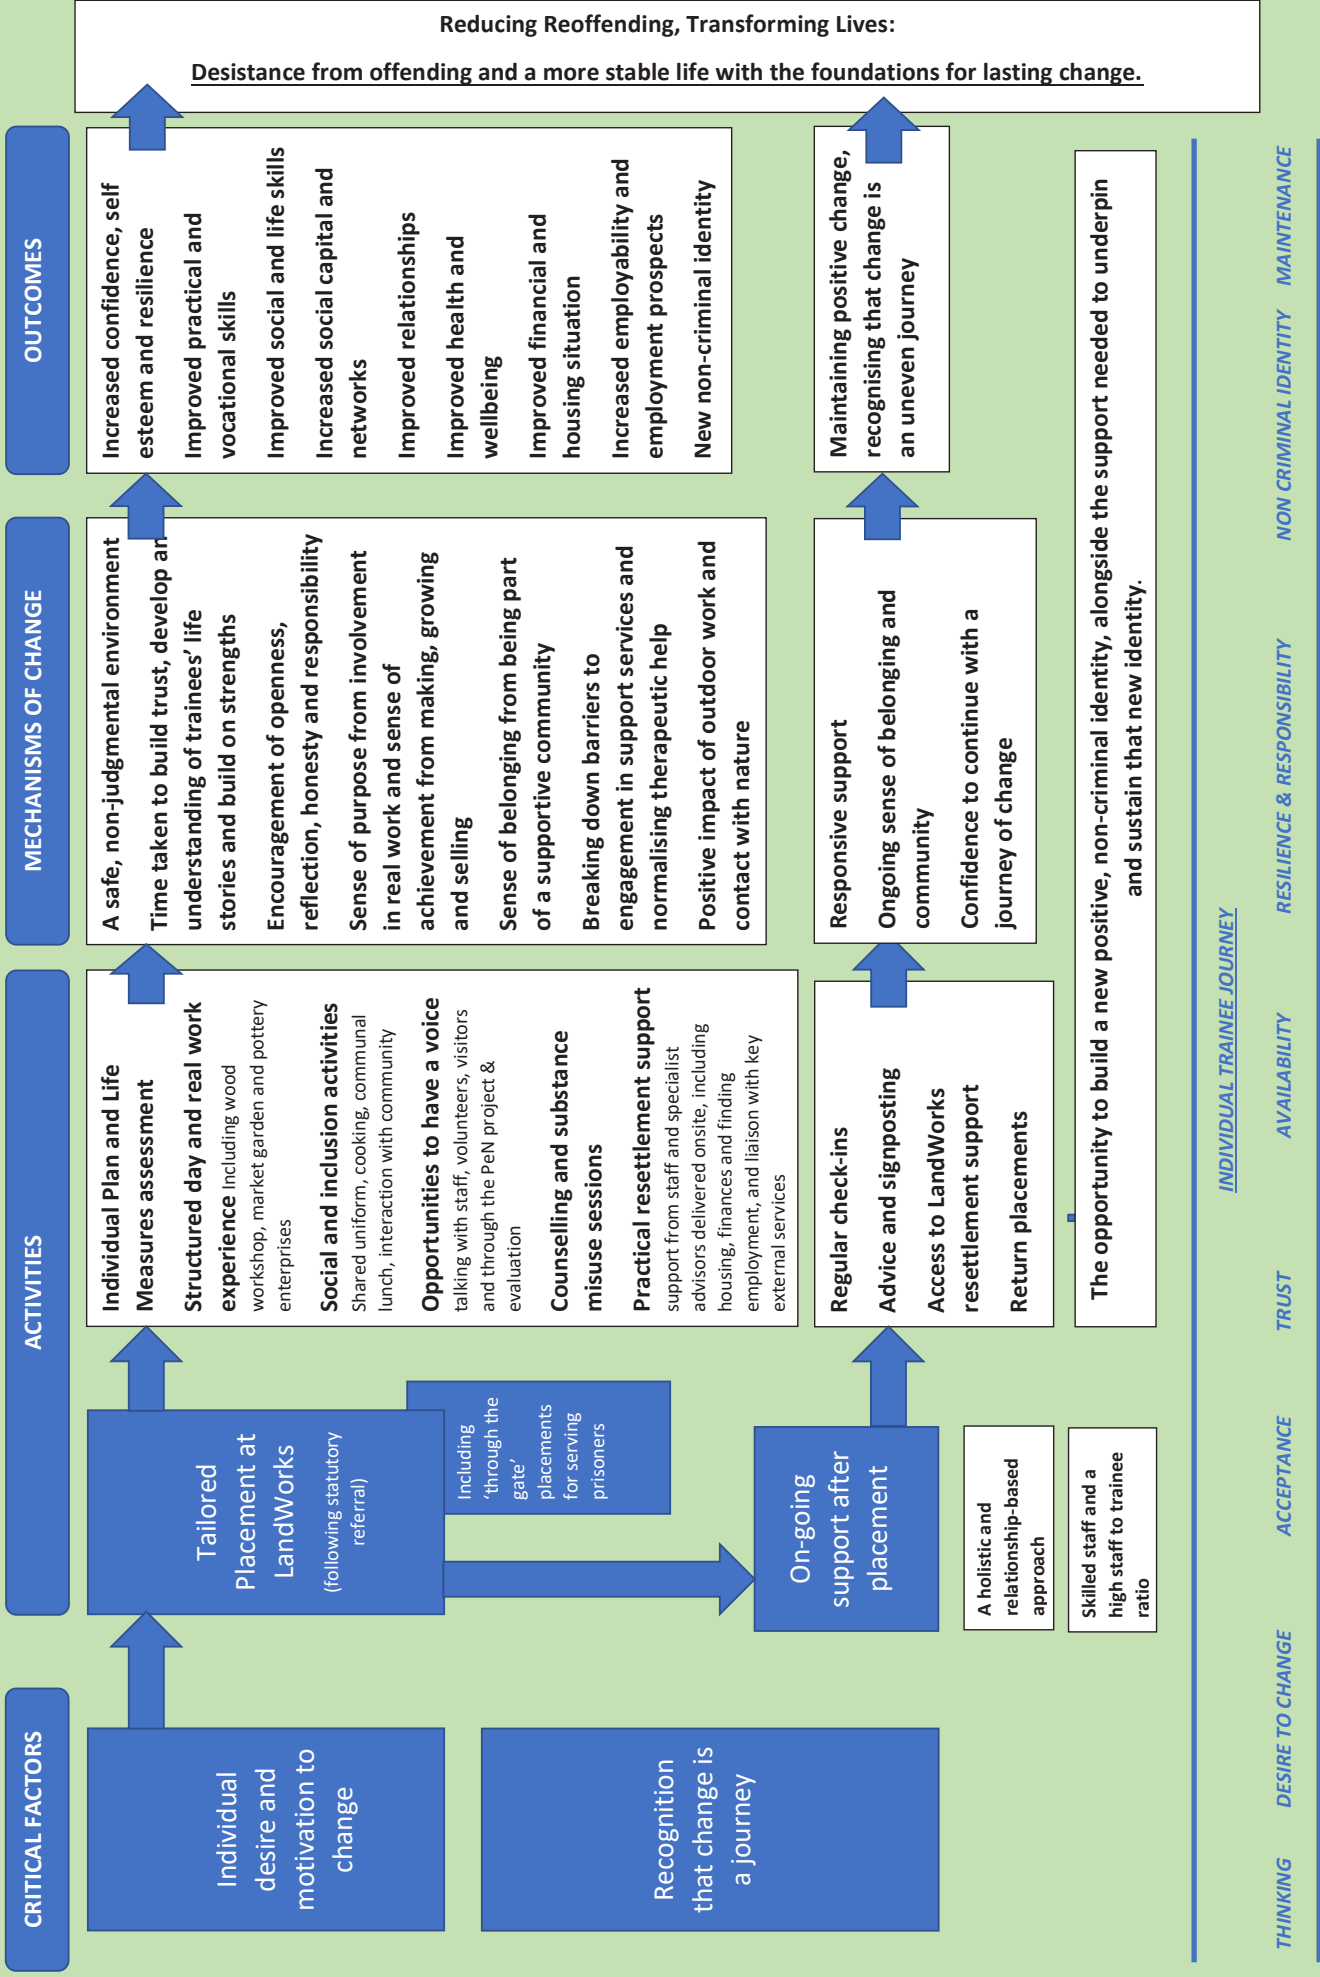 CRITICAL FACTORS
ACTIVITIES
MECHANISMS OF CHANGE
OUTCOMES
Individual
desire and
motivation to
change
Recognition
that change is
a journey
Tailored
Placement at
LandWorks
(following statutory
referral)
Including
‘through the
gate’
placements
for serving
prisoners
On-going
support after
placement
A holistic and
relationship-based
approach
Skilled staff and a
high staff to trainee
ratio
Individual Plan and Life
Measures assessment
Structured day and real work
experience Including wood
workshop, market garden and pottery
enterprises
Social and inclusion activities
Shared uniform, cooking, communal
lunch, interaction with community
Opportunities to have a voice
talking with staff, volunteers, visitors
and through the PeN project &
evaluation
Counselling and substance
misuse sessions
Practical resettlement support
support from staff and specialist
advisors delivered onsite, including
housing, finances and finding
employment, and liaison with key
external services
Regular check-ins
Advice and signposting
Access to LandWorks
resettlement support
Return placements
A safe, non-judgmental environment
Time taken to build trust, develop an
understanding of trainees’ life
stories and build on strengths
Encouragement of openness,
reflection, honesty and responsibility
Sense of purpose from involvement
in real work and sense of
achievement from making, growing
and selling
Sense of belonging from being part
of a supportive community
Breaking down barriers to
engagement in support services and
normalising therapeutic help
Positive impact of outdoor work and
contact with nature
Responsive support
Ongoing sense of belonging and
community
Confidence to continue with a
journey of change
Increased confidence, self
esteem and resilience
Improved practical and
vocational skills
Improved social and life skills
Increased social capital and
networks
Improved relationships
Improved health and
wellbeing
Improved financial and
housing situation
Increased employability and
employment prospects
New non-criminal identity
Maintaining positive change,
recognising that change is
an uneven journey
Reducing Reoffending, Transforming Lives:
Desistance from offending and a more stable life with the foundations for lasting change.
The opportunity to build a new positive, non-criminal identity, alongside the support needed to underpin
and sustain that new identity.
INDIVIDUAL TRAINEE JOURNEY
THINKING DESIRE TO CHANGE ACCEPTANCE TRUST AVAILABILITY RESILIENCE & RESPONSIBILITY NON CRIMINAL IDENTITY MAINTENANCE